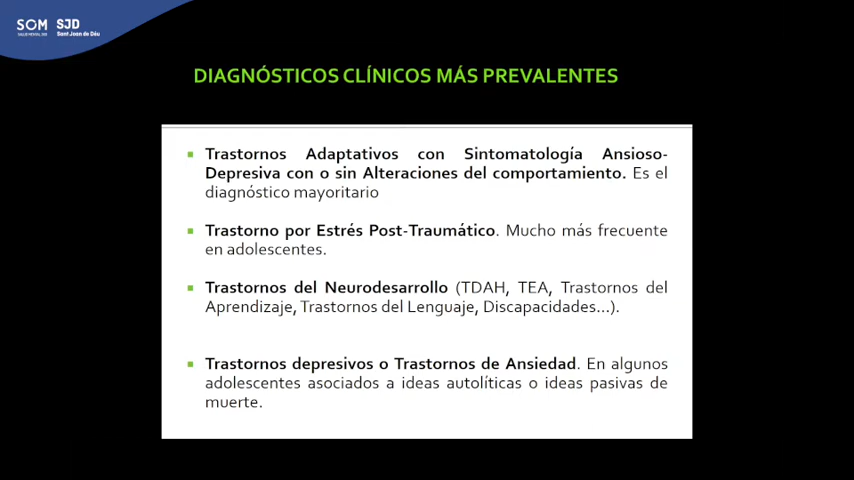 SOM
SALUD MENTAL 360
SJD
Sant Joan de Déu
DIAGNÓSTICOS CLÍNICOS MÁS PREVALENTES
Trastornos Adaptativos con Sintomatología Ansioso-
Depresiva con o sin Alteraciones del comportamiento. Es el
diagnóstico mayoritario
Trastorno por Estrés Post-Traumático. Mucho más frecuente
en adolescentes.
Trastornos del Neurodesarrollo (TDAH, TEA, Trastornos del
Aprendizaje, Trastornos del Lenguaje, Discapacidades...).
Trastornos depresivos o Trastornos de Ansiedad. En algunos
adolescentes asociados a ideas autolíticas o ideas pasivas de
muerte.